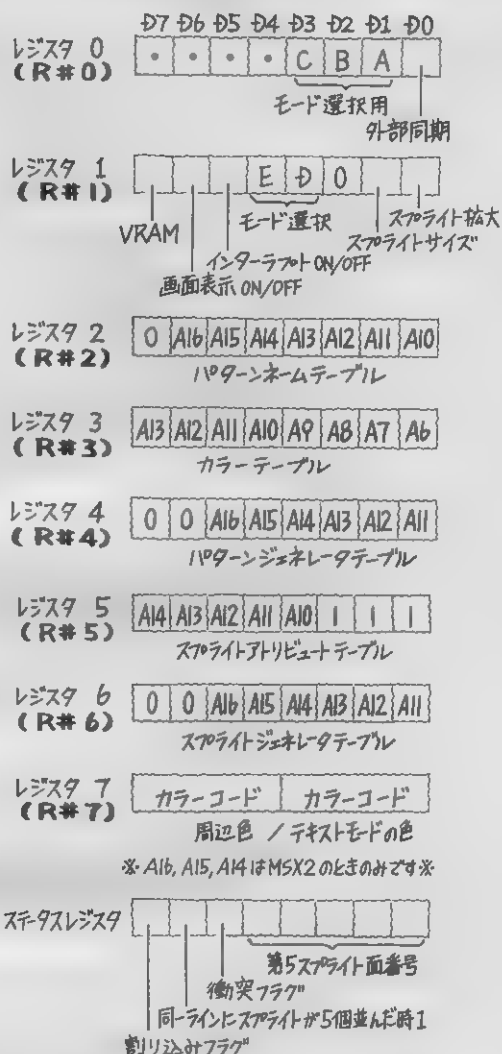 D7 D6 D5 D4 D3 D2 D1 D0
レジスタ 0
(R#0)
・ ・ ・ ・ C B A
モード選択用
外部同期
レジスタ 1
(R#1)
E D 0
モード選択
スプライト拡大
スプライトサイズ
VRAM
インターラプト ON/OFF
画面表示 ON/OFF
レジスタ 2
(R#2)
0 A16 A15 A14 A13 A12 A11 A10
パターンネームテーブル
レジスタ 3
(R#3)
A13 A12 A11 A10 A9 A8 A7 A6
カラーテーブル
レジスタ 4
(R#4)
0 0 A16 A15 A14 A13 A12 A11
パターンジェネレータテーブル
レジスタ 5
(R#5)
A14 A13 A12 A11 A10 1 1 1
スプライトアトリビュートテーブル
レジスタ 6
(R#6)
0 0 A16 A15 A14 A13 A12 A11
スプライトジェネレータテーブル
レジスタ 7
(R#7)
カラーコード カラーコード
周辺色 / テキストモードの色
※A16, A15, A14はMSX2のときのみです※
ステータスレジスタ
第5スプライト面番号
衝突フラグ
同一ラインにスプライトが5個並んだ時1
割り込みフラグ